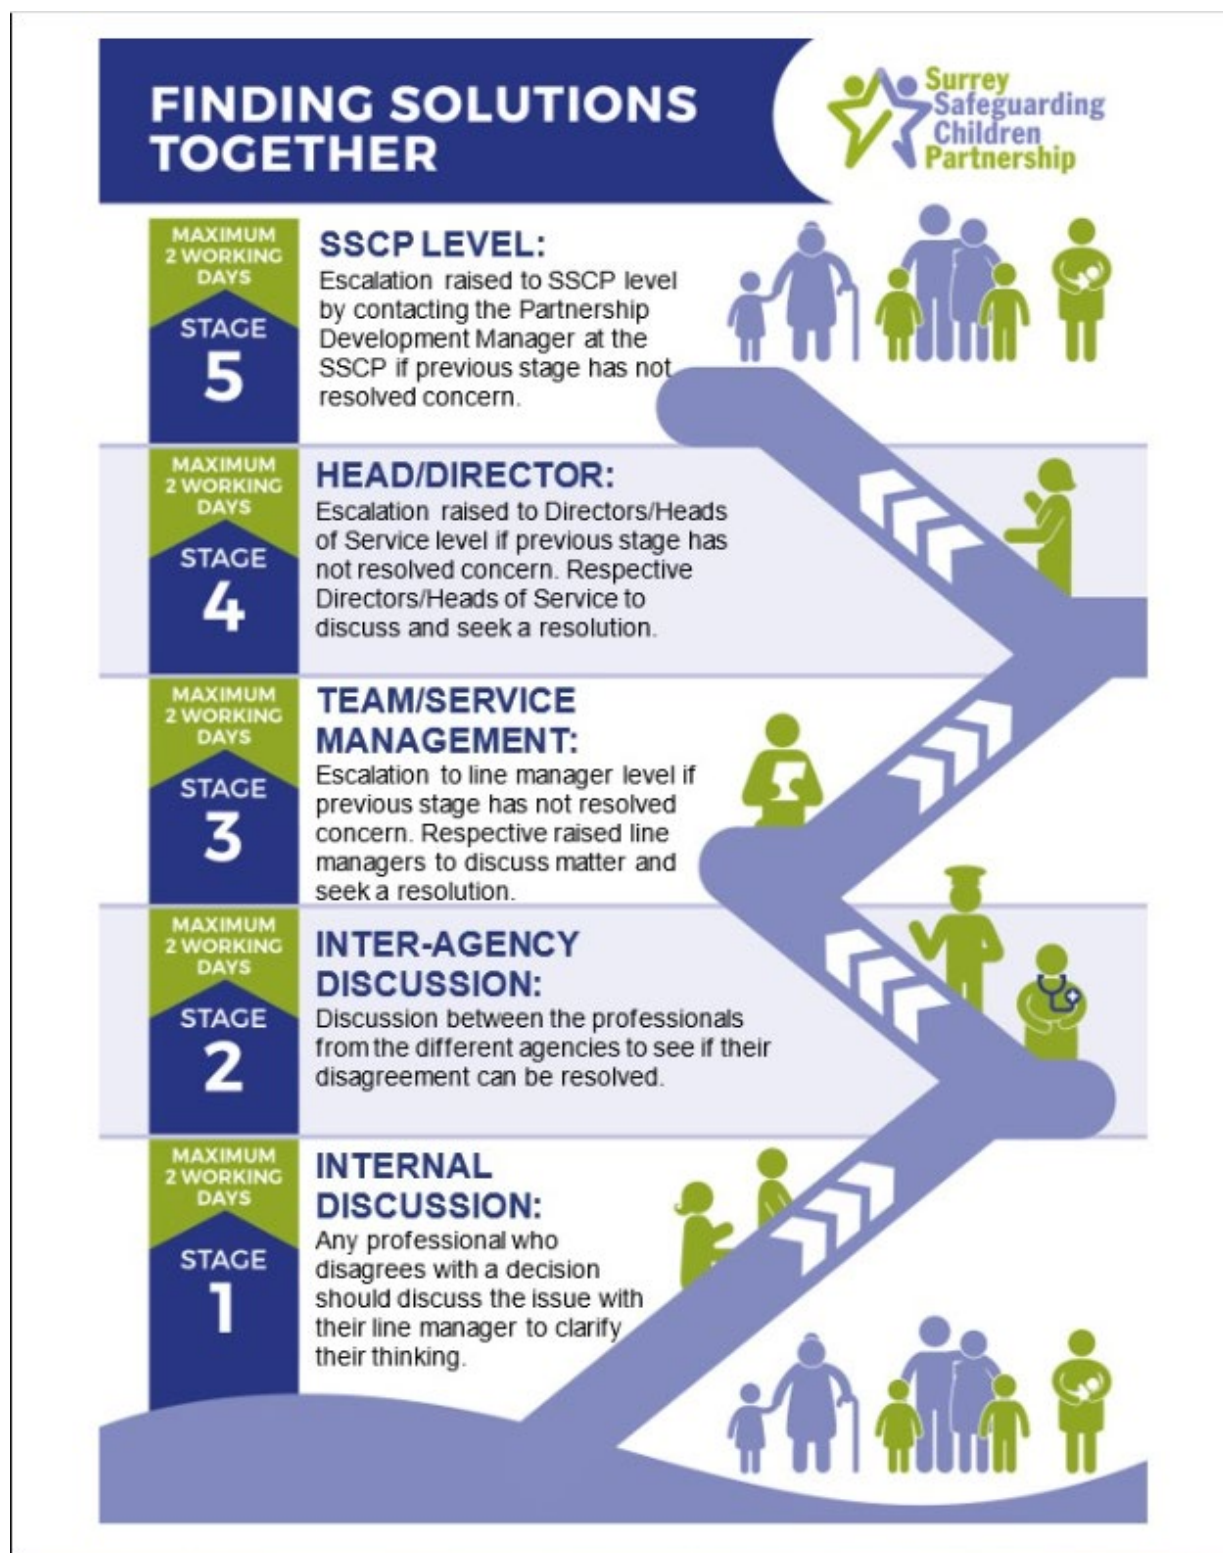 FINDING SOLUTIONS
TOGETHER
Surrey
Safeguarding
Children
Partnership
MAXIMUM
2 WORKING
DAYS
STAGE
5
SSCP LEVEL:
Escalation raised to SSCP level
by contacting the Partnership
Development Manager at the
SSCP if previous stage has not
resolved concern.
MAXIMUM
2 WORKING
DAYS
STAGE
4
HEAD/DIRECTOR:
Escalation raised to Directors/Heads
of Service level if previous stage has
not resolved concern. Respective
Directors/Heads of Service to
discuss and seek a resolution.
MAXIMUM
2 WORKING
DAYS
STAGE
3
TEAM/SERVICE
MANAGEMENT:
Escalation to line manager level if
previous stage has not resolved
concern. Respective raised line
managers to discuss matter and
seek a resolution.
MAXIMUM
2 WORKING
DAYS
STAGE
2
INTER-AGENCY
DISCUSSION:
Discussion between the professionals
from the different agencies to see if their
disagreement can be resolved.
MAXIMUM
2 WORKING
DAYS
STAGE
1
INTERNAL
DISCUSSION:
Any professional who
disagrees with a decision
should discuss the issue with
their line manager to clarify
their thinking.